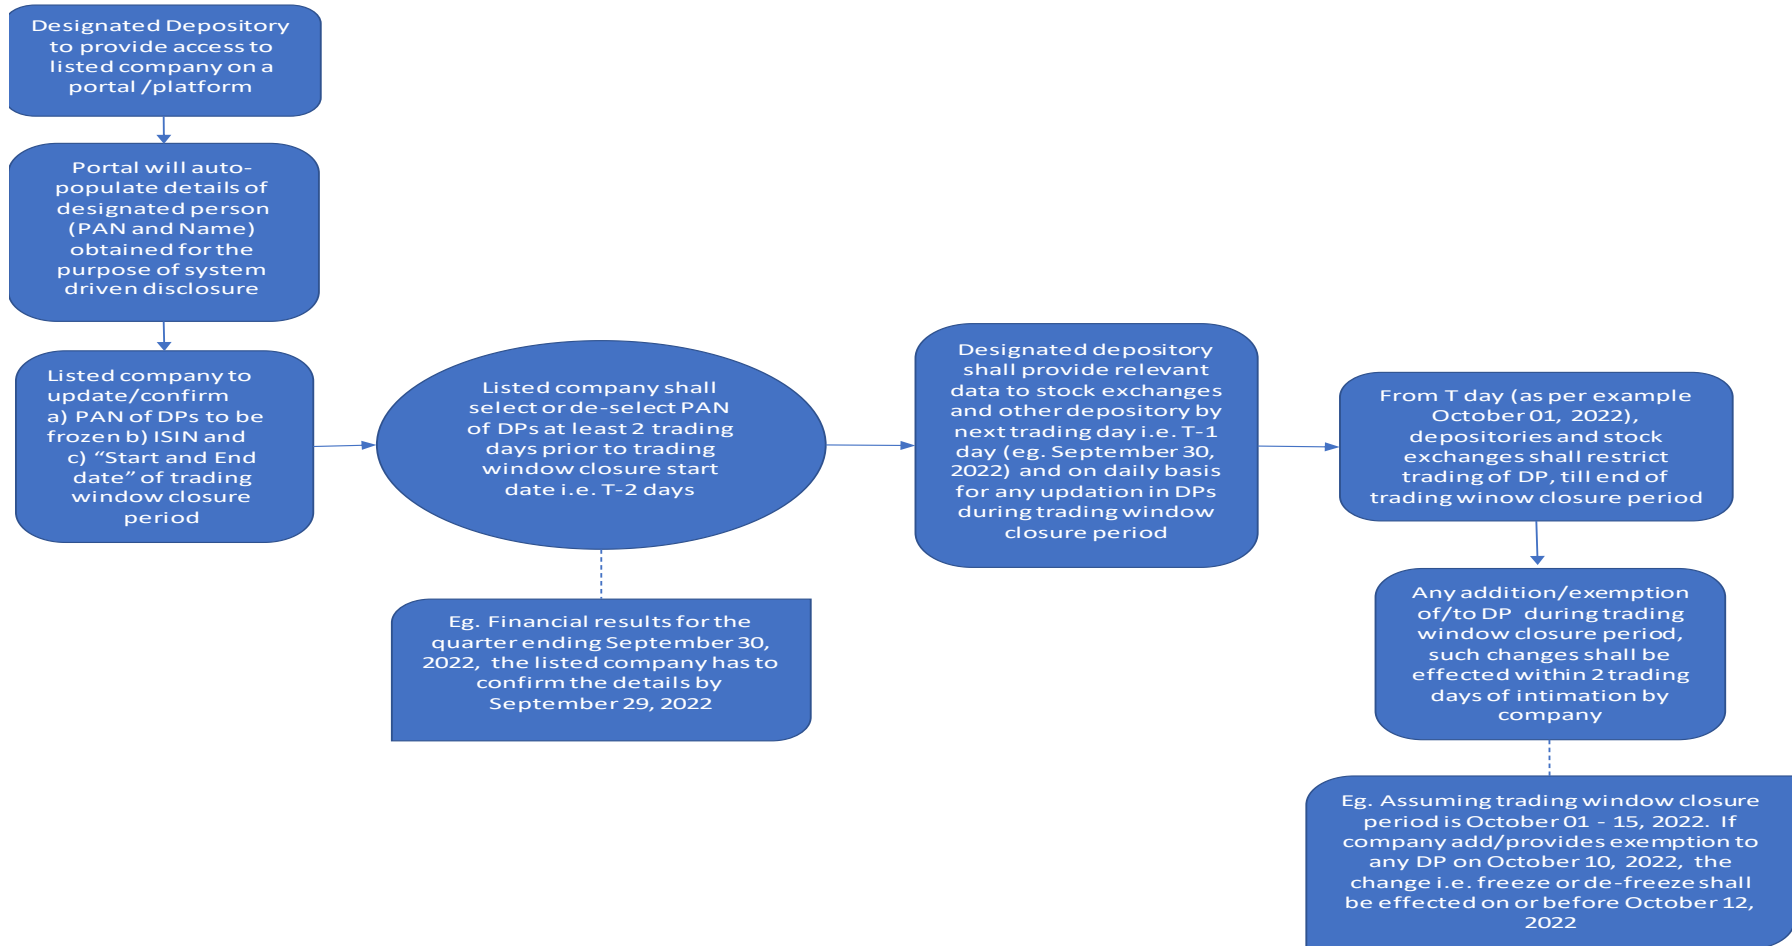 Designated Depository
to provide access to
listed company on a
portal /platform
Portal will auto-
populate details of
designated person
(PAN and Name)
obtained for the
purpose of system
driven disclosure
Listed company to
update/confirm
a) PAN of DPs to be
frozen b) ISIN and
c) “Start and End
date” of trading
window closure
period
Listed company shall
select or de-select PAN
of DPs at least 2 trading
days prior to trading
window closure start
date i.e. T-2 days
Eg. Financial results for the
quarter ending September 30,
2022, the listed company has to
confirm the details by
September 29, 2022
Designated depository
shall provide relevant
data to stock exchanges
and other depository by
next trading day i.e. T-1
day (eg. September 30,
2022) and on daily basis
for any updation in DPs
during trading window
closure period
From T day (as per example
October 01, 2022),
depositories and stock
exchanges shall restrict
trading of DP, till end of
trading winow closure period
Any addition/exemption
of/to DP during trading
window closure period,
such changes shall be
effected within 2 trading
days of intimation by
company
Eg. Assuming trading window closure
period is October 01 - 15, 2022. If
company add/provides exemption to
any DP on October 10, 2022, the
change i.e. freeze or de-freeze shall
be effected on or before October 12,
2022